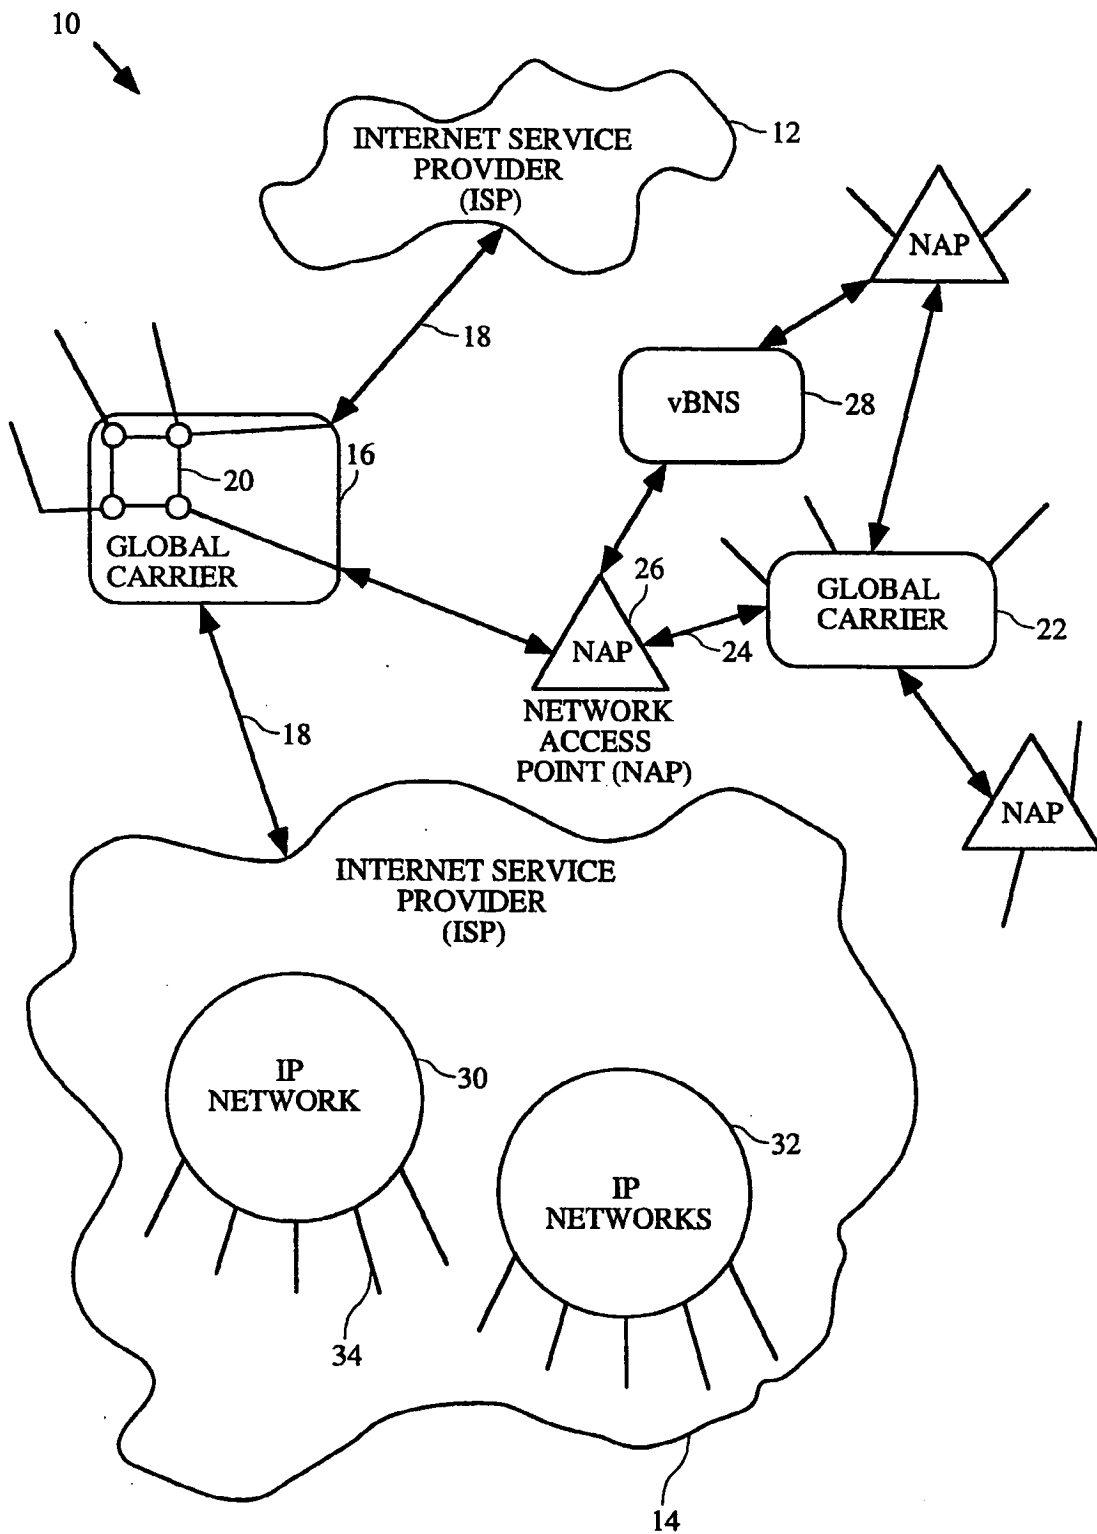 10
INTERNET SERVICE
PROVIDER
(ISP)
12
NAP
18
vBNS
28
16
20
GLOBAL
CARRIER
26
NAP
24
GLOBAL
CARRIER
22
NETWORK
ACCESS
POINT (NAP)
18
NAP
INTERNET SERVICE
PROVIDER
(ISP)
IP
NETWORK
30
32
IP
NETWORKS
34
14